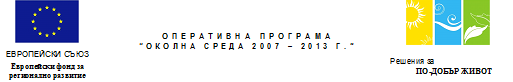 ЕВРОПЕЙСКИ СЪЮЗ
Европейски фонд за
регионално развитие
ОПЕРАТИВНА ПРОГРАМА
"ОКОЛНА СРЕДА 2007 – 2013 Г."
Решения за
ПО-ДОБЪР ЖИВОТ